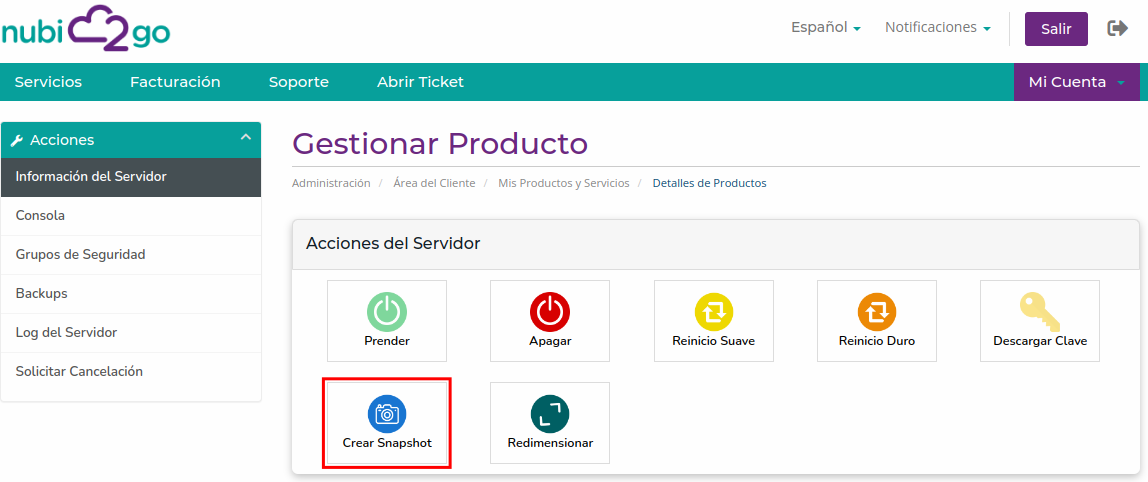 nubi2go
Español
Notificaciones
Salir
Servicios
Facturación
Soporte
Abrir Ticket
Mi Cuenta
Acciones
Información del Servidor
Consola
Grupos de Seguridad
Backups
Log del Servidor
Solicitar Cancelación
Gestionar Producto
Administración / Área del Cliente / Mis Productos y Servicios / Detalles de Productos
Acciones del Servidor
Prender
Apagar
Reinicio Suave
Reinicio Duro
Descargar Clave
Crear Snapshot
Redimensionar